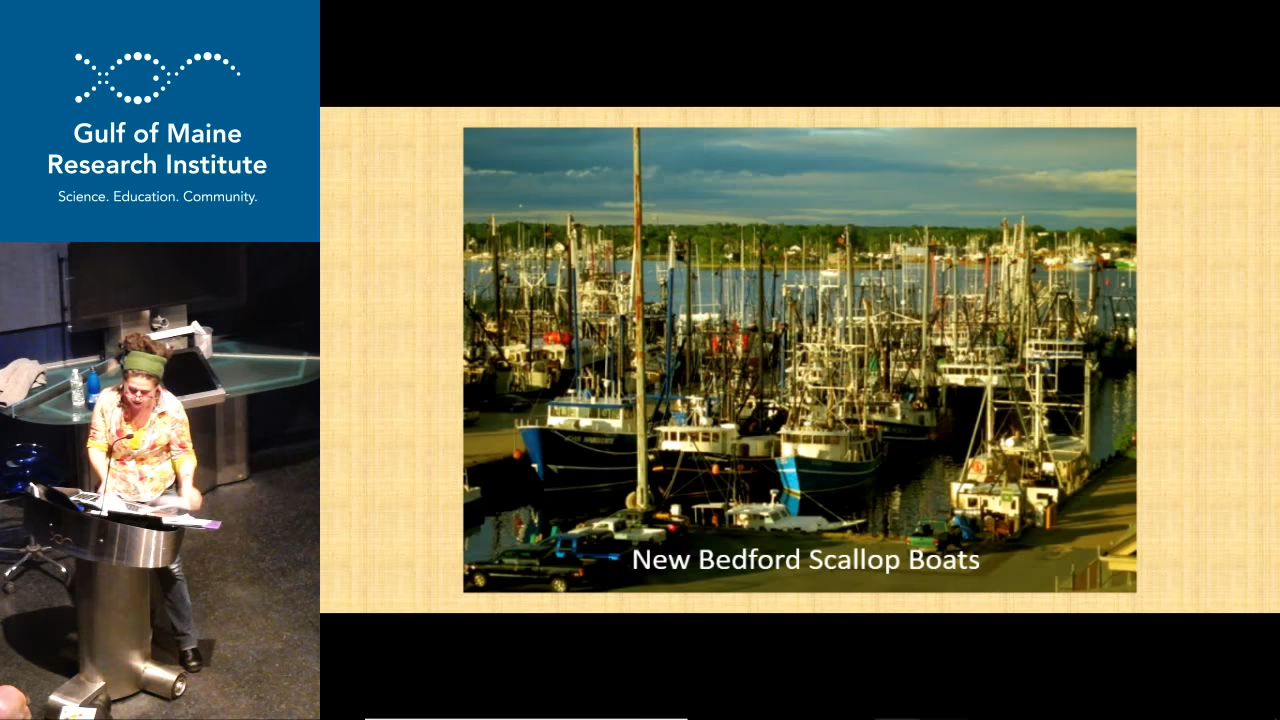 Gulf of Maine
Research Institute
Science. Education. Community.
New Bedford Scallop Boats